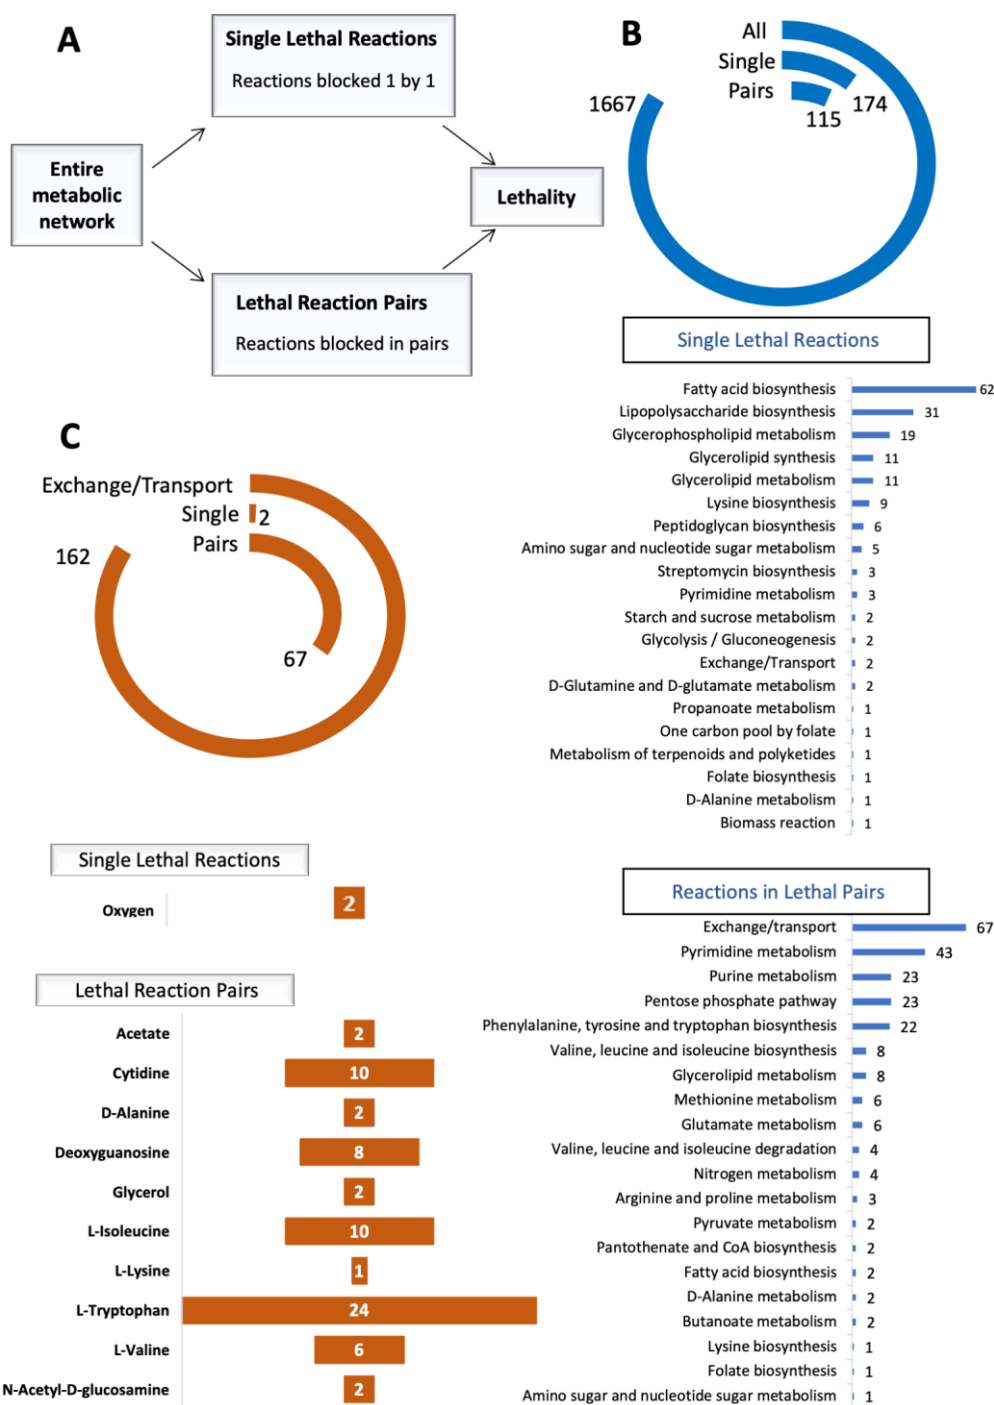 A
Single Lethal Reactions
Reactions blocked 1 by 1
Entire
metabolic
network
Lethality
Lethal Reaction Pairs
Reactions blocked in pairs
B
All
Single
Pairs
1667
174
115
Single Lethal Reactions
Fatty acid biosynthesis 62
Lipopolysaccharide biosynthesis 31
Glycerophospholipid metabolism 19
Glycerolipid synthesis 11
Glycerolipid metabolism 11
Lysine biosynthesis 9
Peptidoglycan biosynthesis 6
Amino sugar and nucleotide sugar metabolism 5
Streptomycin biosynthesis 3
Pyrimidine metabolism 3
Starch and sucrose metabolism 2
Glycolysis / Gluconeogenesis 2
Exchange/Transport 2
D-Glutamine and D-glutamate metabolism 2
Propanoate metabolism 1
One carbon pool by folate 1
Metabolism of terpenoids and polyketides 1
Folate biosynthesis 1
D-Alanine metabolism 1
Biomass reaction 1
Reactions in Lethal Pairs
Exchange/transport 67
Pyrimidine metabolism 43
Purine metabolism 23
Pentose phosphate pathway 23
Phenylalanine, tyrosine and tryptophan biosynthesis 22
Valine, leucine and isoleucine biosynthesis 8
Glycerolipid metabolism 8
Methionine metabolism 6
Glutamate metabolism 6
Valine, leucine and isoleucine degradation 4
Nitrogen metabolism 4
Arginine and proline metabolism 3
Pyruvate metabolism 2
Pantothenate and CoA biosynthesis 2
Fatty acid biosynthesis 2
D-Alanine metabolism 2
Butanoate metabolism 2
Lysine biosynthesis 1
Folate biosynthesis 1
Amino sugar and nucleotide sugar metabolism 1
C
Exchange/Transport
Single 2
Pairs
162
67
Single Lethal Reactions
Oxygen 2
Lethal Reaction Pairs
Acetate 2
Cytidine 10
D-Alanine 2
Deoxyguanosine 8
Glycerol 2
L-Isoleucine 10
L-Lysine 1
L-Tryptophan 24
L-Valine 6
N-Acetyl-D-glucosamine 2